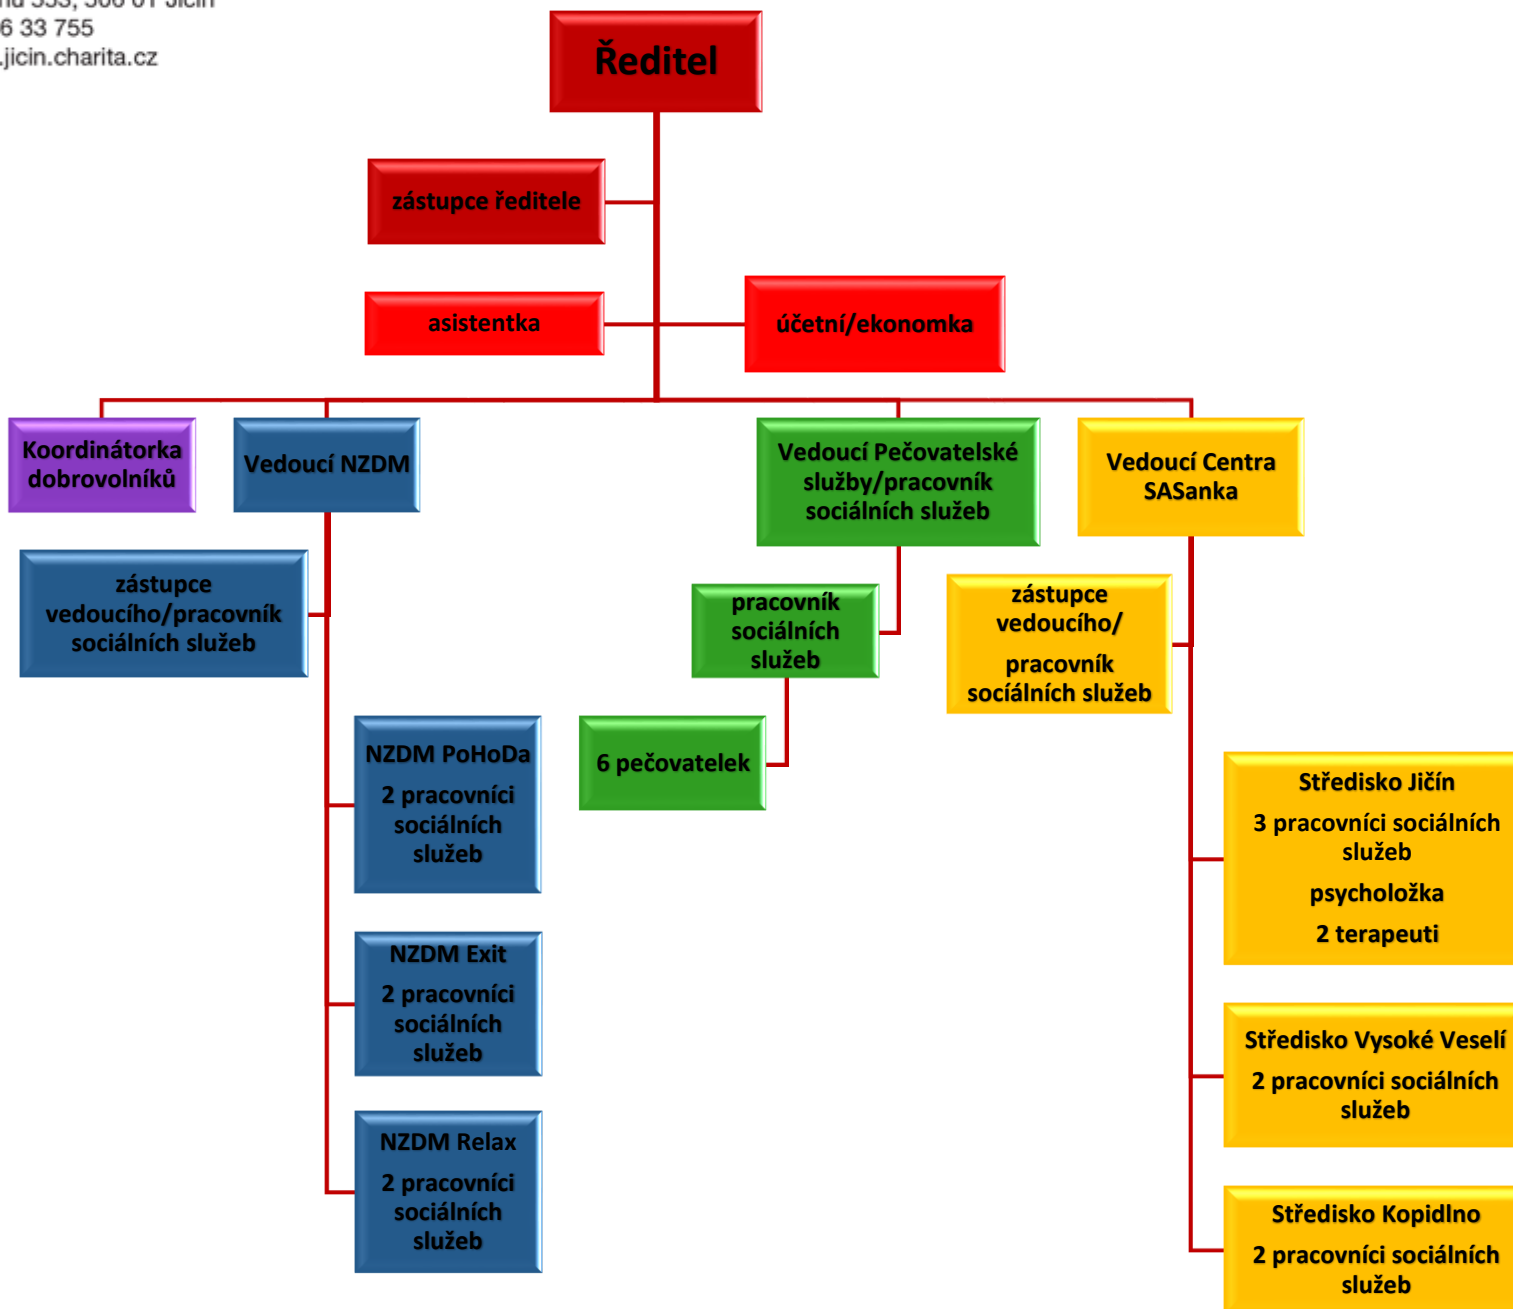 553, 506 01 Jičín
6 33 755
.jicin.charita.cz
Ředitel
zástupce ředitele
asistentka
účetní/ekonomka
Koordinátorka
dobrovolníků
Vedoucí NZDM
Vedoucí Pečovatelské
služby/pracovník
sociálních služeb
Vedoucí Centra
SASanka
zástupce
vedoucího/pracovník
sociálních služeb
pracovník
sociálních
služeb
zástupce
vedoucího/
pracovník
sociálních služeb
NZDM PoHoDa
2 pracovníci
sociálních
služeb
6 pečovatelek
Středisko Jičín
3 pracovníci sociálních
služeb
psycholožka
2 terapeuti
NZDM Exit
2 pracovníci
sociálních
služeb
Středisko Vysoké Veselí
2 pracovníci sociálních
služeb
NZDM Relax
2 pracovníci
sociálních
služeb
Středisko Kopidlno
2 pracovníci sociálních
služeb